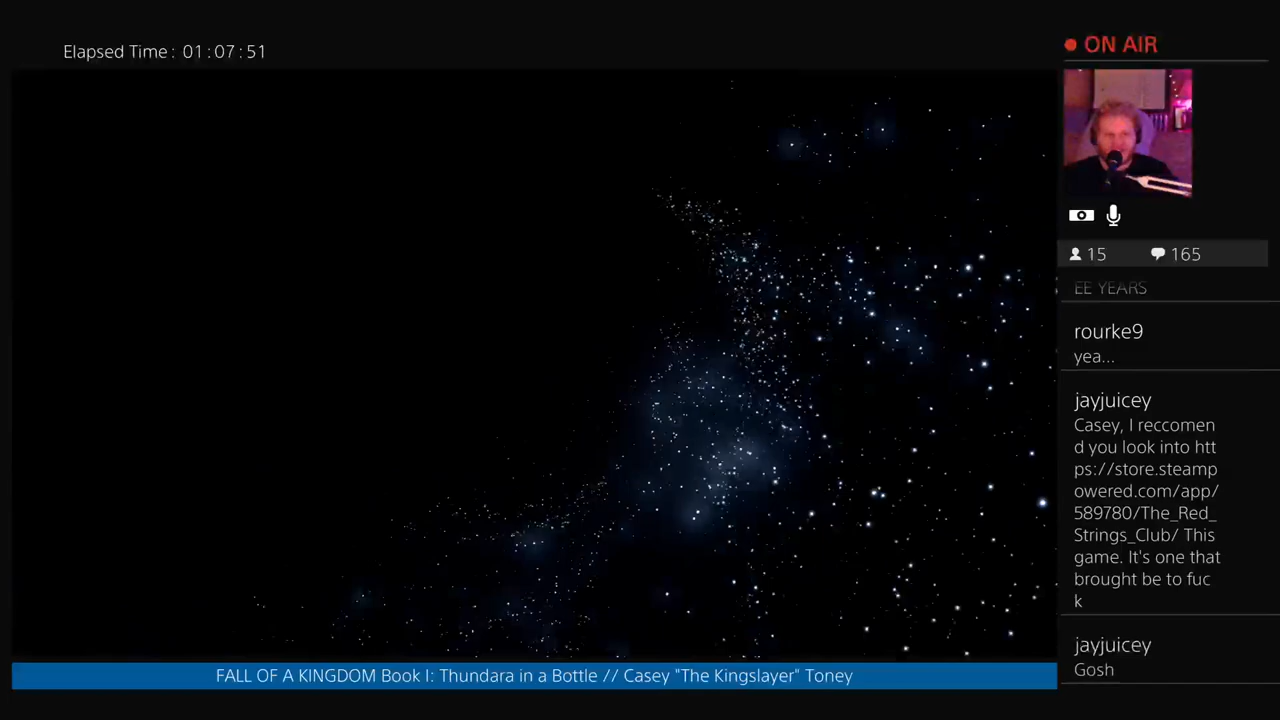 Elapsed Time: 01:07:51
ON AIR
15 165
EE YEARS
rourke9
yea...
jayjuicey
Casey, I reccomen
d you look into htt
ps://store.steamp
owered.com/app/
589780/The_Red_
Strings_Club/ This
game. It's one that
brought be to fuc
k
jayjuicey
Gosh
FALL OF A KINGDOM Book I: Thundara in a Bottle // Casey "The Kingslayer" Toney